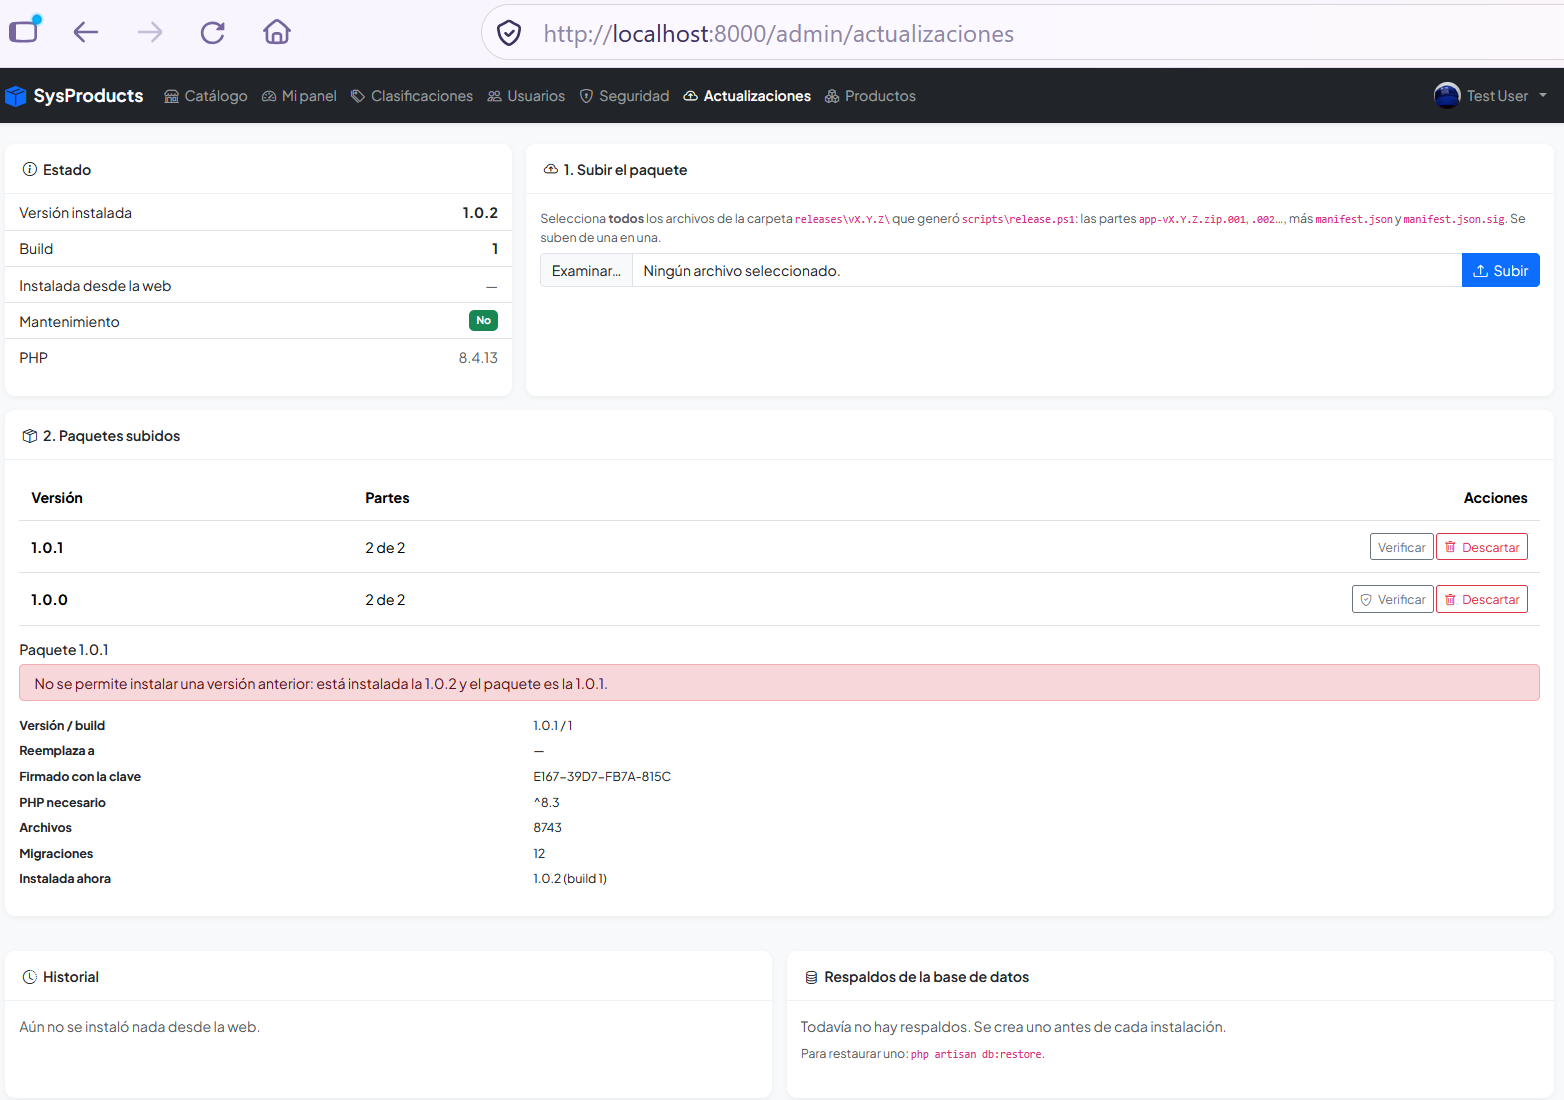 http://localhost:8000/admin/actualizaciones
SysProducts Catálogo Mi panel Clasificaciones Usuarios Seguridad Actualizaciones Productos Test User
Estado
Versión instalada 1.0.2
Build 1
Instalada desde la web —
Mantenimiento No
PHP 8.4.13
1. Subir el paquete
Selecciona todos los archivos de la carpeta releases\vX.Y.Z\ que generó scripts\release.ps1: las partes app-vX.Y.Z.zip.001, .002…, más manifest.json y manifest.json.sig. Se
suben de una en una.
Examinar... Ningún archivo seleccionado. Subir
2. Paquetes subidos
Versión Partes Acciones
1.0.1 2 de 2 Verificar Descartar
1.0.0 2 de 2 Verificar Descartar
Paquete 1.0.1
No se permite instalar una versión anterior: está instalada la 1.0.2 y el paquete es la 1.0.1.
Versión / build 1.0.1 / 1
Reemplaza a —
Firmado con la clave E167-39D7-FB7A-815C
PHP necesario ^8.3
Archivos 8743
Migraciones 12
Instalada ahora 1.0.2 (build 1)
Historial
Aún no se instaló nada desde la web.
Respaldos de la base de datos
Todavía no hay respaldos. Se crea uno antes de cada instalación.
Para restaurar uno: php artisan db:restore.